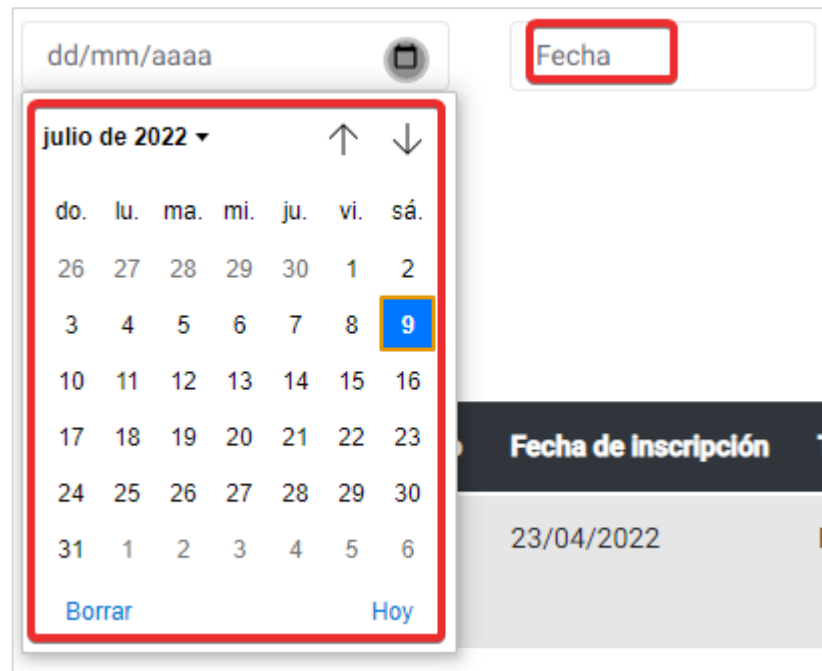 dd/mm/aaaa
Fecha
julio de 2022
do. lu. ma. mi. ju. vi. sá.
26 27 28 29 30 1 2
3 4 5 6 7 8 9
10 11 12 13 14 15 16
17 18 19 20 21 22 23
24 25 26 27 28 29 30
31 1 2 3 4 5 6
Borrar Hoy
Fecha de inscripción
23/04/2022